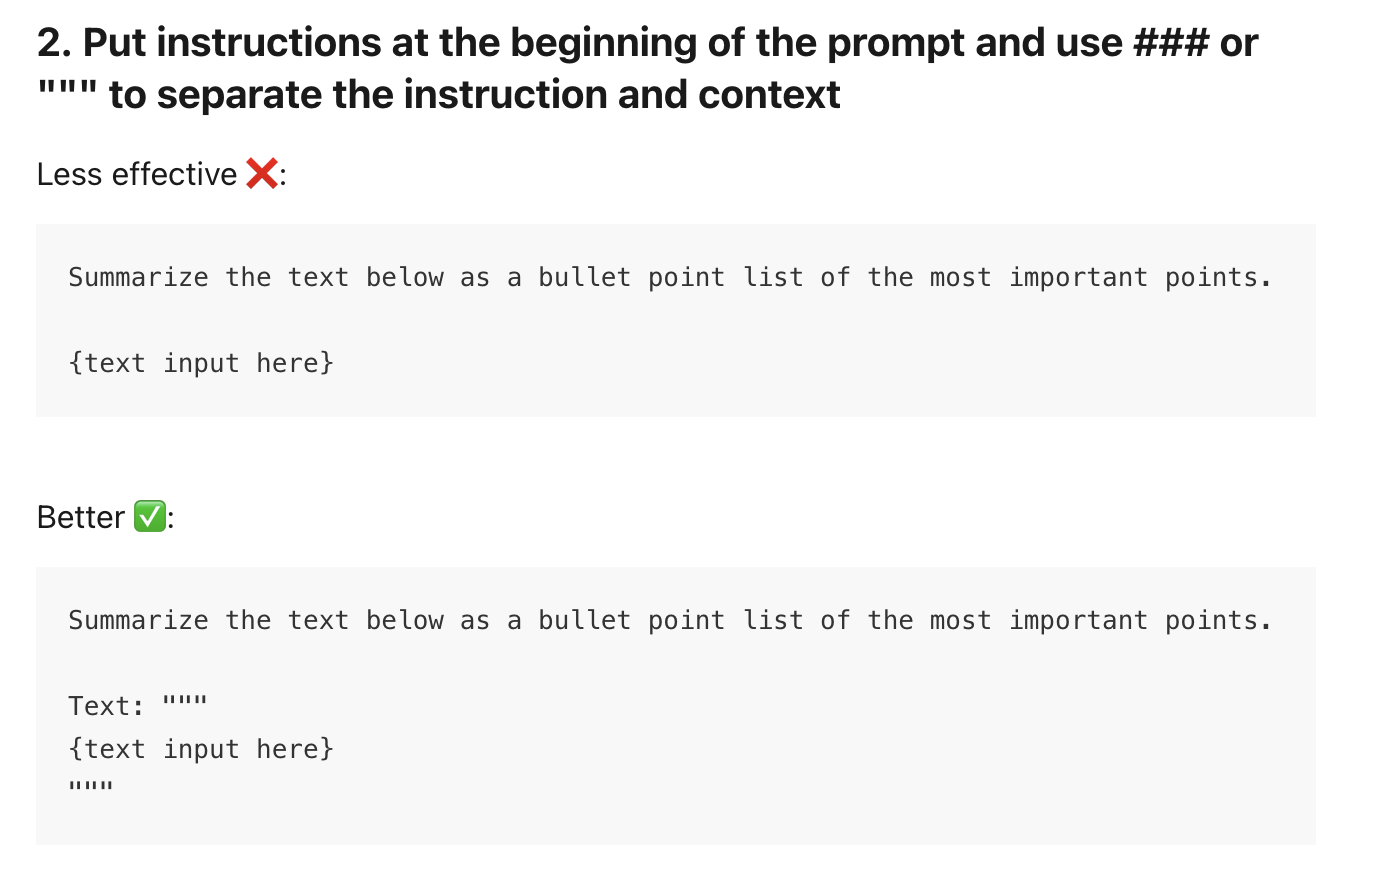 2. Put instructions at the beginning of the prompt and use ### or
""" to separate the instruction and context
Less effective ❌:
Summarize the text below as a bullet point list of the most important points.
{text input here}
Better ✅:
Summarize the text below as a bullet point list of the most important points.
Text: """
{text input here}
"""